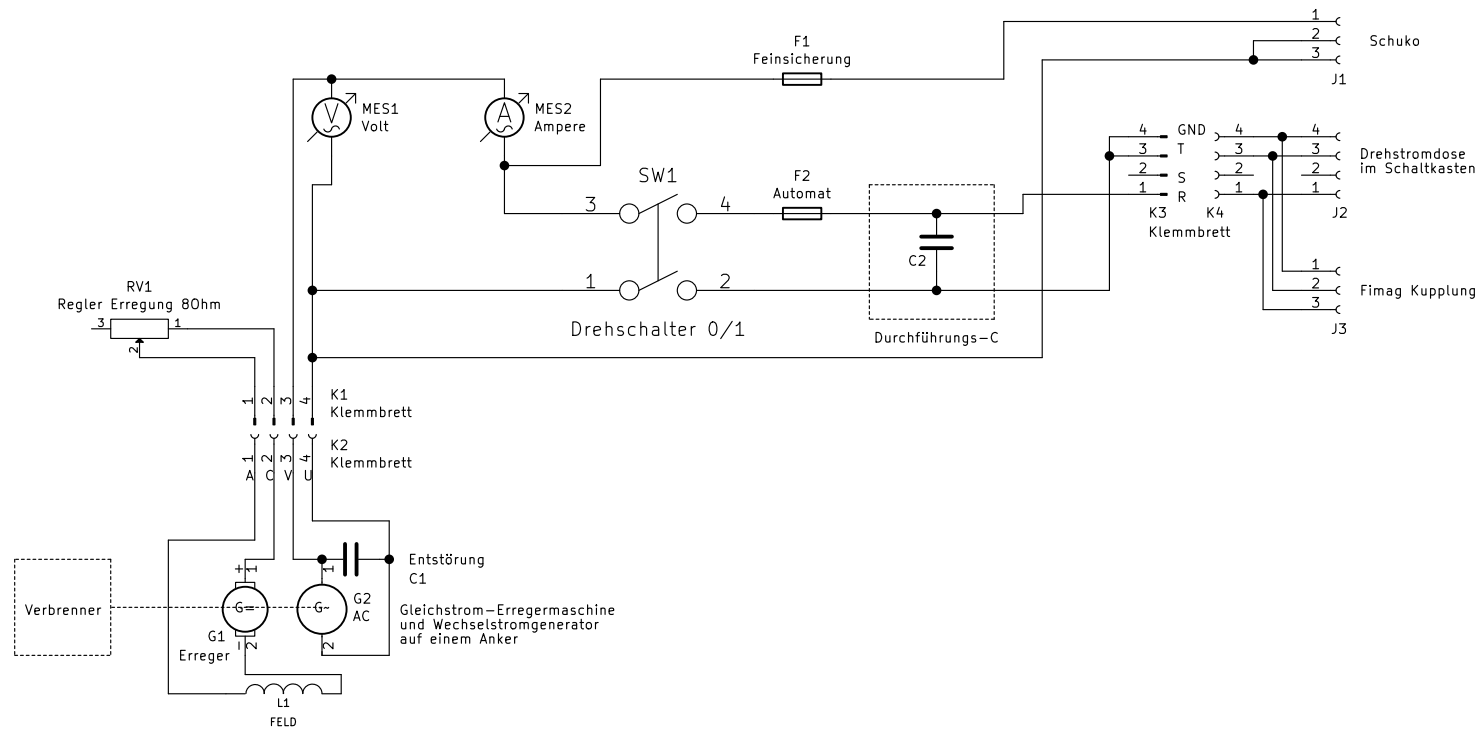 1
2
3
Schuko
J1
F1
Feinsicherung
V
MES1
Volt
A
MES2
Ampere
4
3
2
1
GND
T
S
R
4
3
2
1
4
3
2
1
Drehstromdose
im Schaltkasten
K3
K4
Klemmbrett
J2
SW1
3
4
1
2
Drehschalter 0/1
F2
Automat
C2
Durchführungs-C
1
2
3
Fimag Kupplung
J3
RV1
Regler Erregung 8Ohm
3
1
2
1
2
3
4
K1
Klemmbrett
K2
Klemmbrett
1
2
3
4
A
C
V
U
Entstörung
C1
Verbrenner
+
1
G=
G1
Erreger
-
2
1
G~
G2
AC
2
Gleichstrom-Erregermaschine
und Wechselstromgenerator
auf einem Anker
L1
FELD